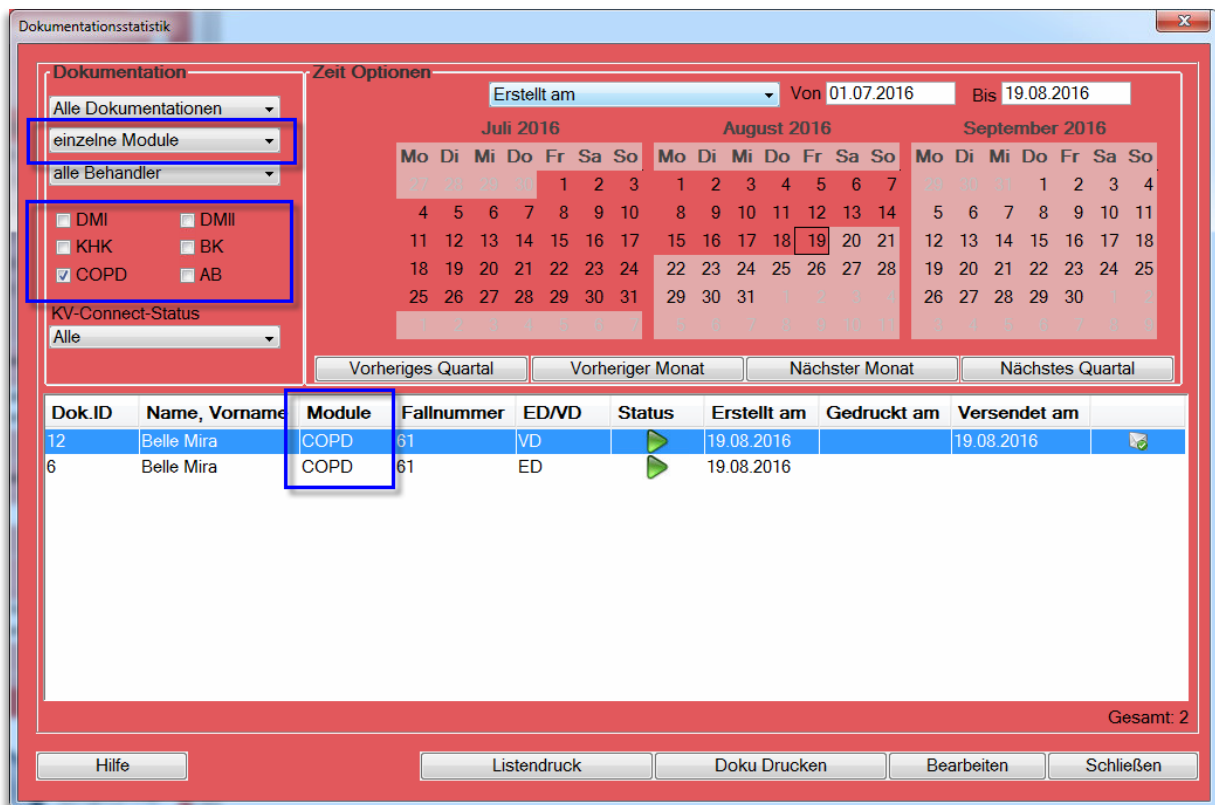 Dokumentationsstatistik
Dokumentation
Alle Dokumentationen
einzelne Module
alle Behandler
DMI DMII
KHK BK
COPD AB
KV-Connect-Status
Alle
Zeit Optionen
Erstellt am Von 01.07.2016 Bis 19.08.2016
Juli 2016
Mo Di Mi Do Fr Sa So
27 28 29 30 1 2 3
4 5 6 7 8 9 10
11 12 13 14 15 16 17
18 19 20 21 22 23 24
25 26 27 28 29 30 31
1 2 3 4 5 6 7
August 2016
Mo Di Mi Do Fr Sa So
1 2 3 4 5 6 7
8 9 10 11 12 13 14
15 16 17 18 19 20 21
22 23 24 25 26 27 28
29 30 31 1 2 3 4
5 6 7 8 9 10 11
September 2016
Mo Di Mi Do Fr Sa So
29 30 31 1 2 3 4
5 6 7 8 9 10 11
12 13 14 15 16 17 18
19 20 21 22 23 24 25
26 27 28 29 30 1 2
3 4 5 6 7 8 9
Vorheriges Quartal Vorheriger Monat Nächster Monat Nächstes Quartal
Dok.ID Name, Vorname Module Fallnummer ED/VD Status Erstellt am Gedruckt am Versendet am
12 Belle Mira COPD 61 VD 19.08.2016 19.08.2016
6 Belle Mira COPD 61 ED 19.08.2016
Gesamt: 2
Hilfe Listendruck Doku Drucken Bearbeiten Schließen